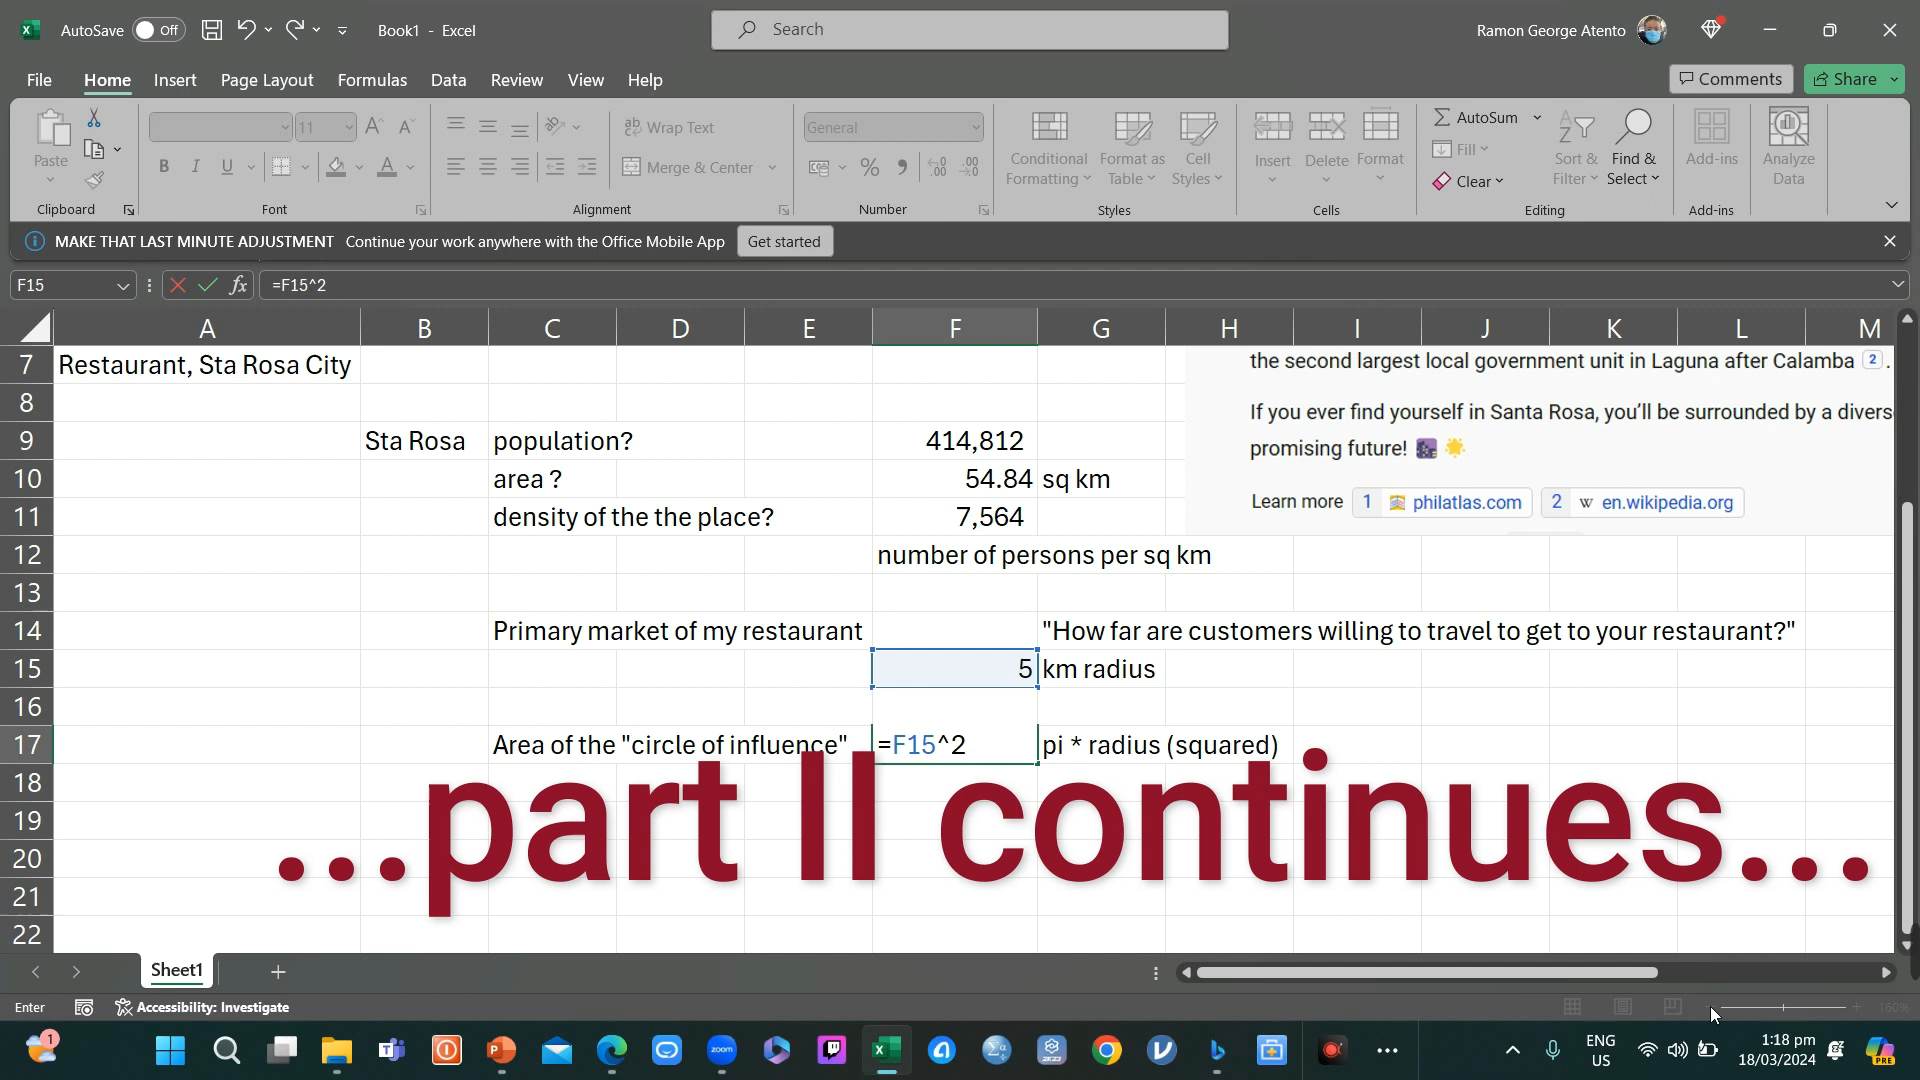 AutoSave Off Book1 - Excel Search Ramon George Atento
File Home Insert Page Layout Formulas Data Review View Help Comments Share
Paste 11 Wrap Text General Conditional Formatting Format as Table Cell Styles Insert Delete Format AutoSum Fill Clear Sort & Filter Find & Select Add-ins Analyze Data
B I U Merge & Center %
Clipboard Font Alignment Number Styles Cells Editing Add-ins
MAKE THAT LAST MINUTE ADJUSTMENT Continue your work anywhere with the Office Mobile App Get started
F15 fx =F15^2
A B C D E F G H I J K L M
7 Restaurant, Sta Rosa City the second largest local government unit in Laguna after Calamba 2 .
8 If you ever find yourself in Santa Rosa, you'll be surrounded by a divers
9 Sta Rosa population? 414,812 promising future!
10 area ? 54.84 sq km Learn more 1 philatlas.com 2 W en.wikipedia.org
11 density of the the place? 7,564
12 number of persons per sq km
13
14 Primary market of my restaurant "How far are customers willing to travel to get to your restaurant?"
15 5 km radius
16
17 Area of the "circle of influence" =F15^2 pi * radius (squared)
18
19
20
21
22
...part II continues...
Sheet1
Enter Accessibility: Investigate 160%
1 zoom 2K23 ENG US 1:18 pm 18/03/2024 PRE